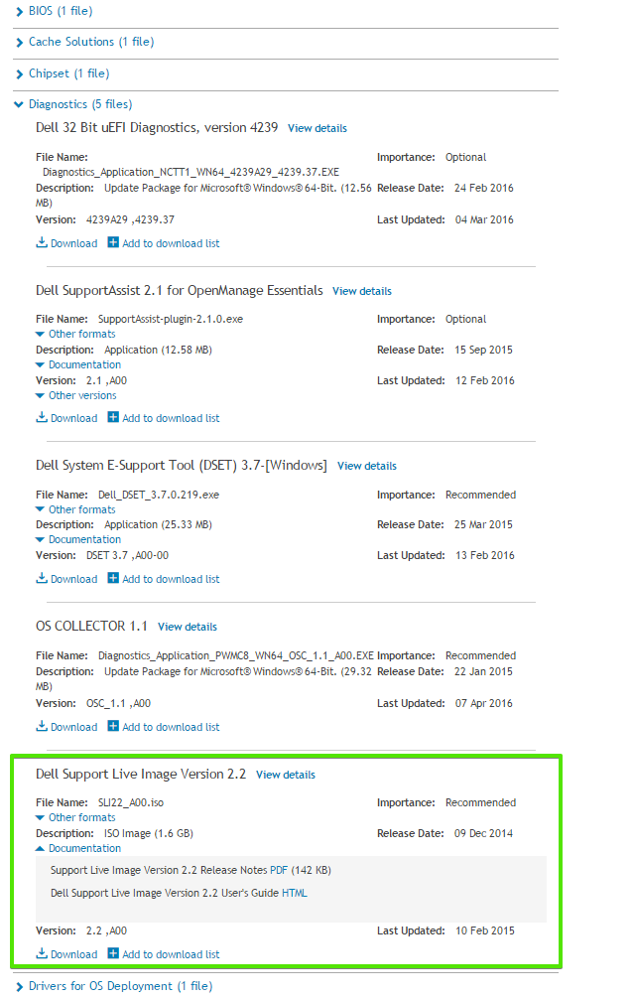 BIOS (1 file)
Cache Solutions (1 file)
Chipset (1 file)
Diagnostics (5 files)
Dell 32 Bit uEFI Diagnostics, version 4239 View details
File Name: Importance: Optional
Diagnostics_Application_NCTT1_WN64_4239A29_4239.37.EXE
Description: Update Package for Microsoft® Windows® 64-Bit. (12.56 Release Date: 24 Feb 2016
MB)
Version: 4239A29 ,4239.37 Last Updated: 04 Mar 2016
Download Add to download list
Dell SupportAssist 2.1 for OpenManage Essentials View details
File Name: SupportAssist-plugin-2.1.0.exe Importance: Optional
Other formats
Description: Application (12.58 MB) Release Date: 15 Sep 2015
Documentation
Version: 2.1 ,A00 Last Updated: 12 Feb 2016
Other versions
Download Add to download list
Dell System E-Support Tool (DSET) 3.7-[Windows] View details
File Name: Dell_DSET_3.7.0.219.exe Importance: Recommended
Other formats
Description: Application (25.33 MB) Release Date: 25 Mar 2015
Documentation
Version: DSET 3.7 ,A00-00 Last Updated: 13 Feb 2016
Download Add to download list
OS COLLECTOR 1.1 View details
File Name: Diagnostics_Application_PWMC8_WN64_OSC_1.1_A00.EXE Importance: Recommended
Description: Update Package for Microsoft® Windows® 64-Bit. (29.32 Release Date: 22 Jan 2015
MB)
Version: OSC_1.1 ,A00 Last Updated: 07 Apr 2016
Download Add to download list
Dell Support Live Image Version 2.2 View details
File Name: SLI22_A00.iso Importance: Recommended
Other formats
Description: ISO Image (1.6 GB) Release Date: 09 Dec 2014
Documentation
Support Live Image Version 2.2 Release Notes PDF (142 KB)
Dell Support Live Image Version 2.2 User's Guide HTML
Version: 2.2 ,A00 Last Updated: 10 Feb 2015
Download Add to download list
Drivers for OS Deployment (1 file)